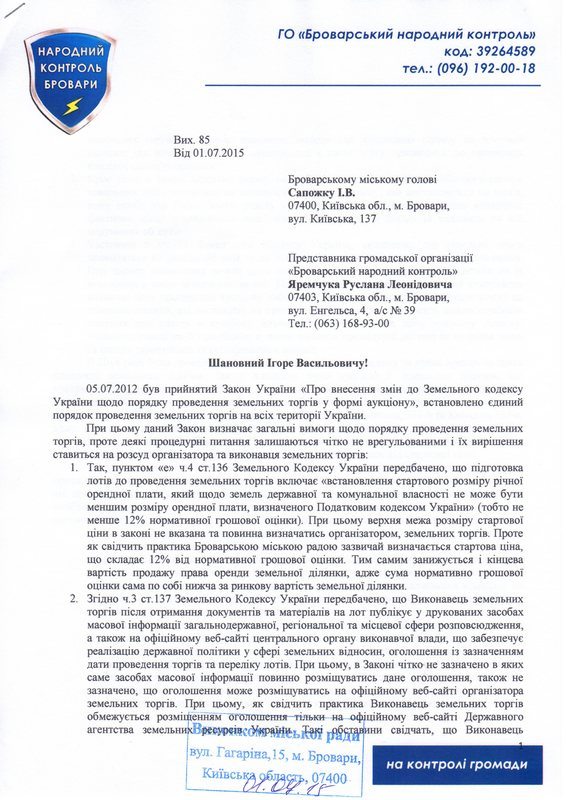 НАРОДНИЙ
КОНТРОЛЬ
БРОВАРИ
ГО «Броварський народний контроль»
код: 39264589
тел.: (096) 192-00-18
Вих. 85
Від 01.07.2015
Броварському міському голові
Сапожку І.В.
07400, Київська обл., м. Бровари,
вул. Київська, 137
Представника громадської організації
«Броварський народний контроль»
Яремчука Руслана Леонідовича
07403, Київська обл., м. Бровари,
вул. Енгельса, 4, а/с № 39
Тел.: (063) 168-93-00
Шановний Ігоре Васильовичу!
05.07.2012 був прийнятий Закон України «Про внесення змін до Земельного кодексу
України щодо порядку проведення земельних торгів у формі аукціону», встановлено єдиний
порядок проведення земельних торгів на всіх території України.
При цьому даний Закон визначає загальні вимоги щодо порядку проведення земельних
торгів, проте деякі процедурні питання залишаються чітко не врегульованими і їх вирішення
ставиться на розсуд організатора та виконавця земельних торгів:
1. Так, пунктом «е» ч.4 ст.136 Земельного Кодексу України передбачено, що підготовка
лотів до проведення земельних торгів включає «встановлення стартового розміру річної
орендної плати, який щодо земель державної та комунальної власності не може бути
меншим розміру орендної плати, визначеного Податковим кодексом України» (тобто не
менше 12% нормативної грошової оцінки). При цьому верхня межа розміру стартової
ціни в законі не вказана та повинна визначатись організатором, земельних торгів. Проте
як свідчить практика Броварською міською радою зазвичай визначається стартова ціна,
що складає 12% від нормативної грошової оцінки. Тим самим занижується і кінцева
вартість продажу права оренди земельної ділянки, адже сума нормативно грошової
оцінки сама по собі нижча за ринкову вартість земельної ділянки.
2. Згідно ч.3 ст.137 Земельного Кодексу України передбачено, що Виконавець земельних
торгів після отримання документів та матеріалів на лот публікує у друкованих засобах
масової інформації загальнодержавної, регіональної та місцевої сфери розповсюдження,
а також на офіційному веб-сайті центрального органу виконавчої влади, що забезпечує
реалізацію державної політики у сфері земельних відносин, оголошення із зазначенням
дати проведення торгів та переліку лотів. При цьому, в Законі чітко не зазначено в яких
саме засобах масової інформації повинно розміщуватись дане оголошення, також не
зазначено, що оголошення може розміщуватись на офіційному веб-сайті організатора
земельних торгів. При цьому, як свідчить практика Виконавець земельних торгів
обмежується розміщенням оголошення тільки на офіційному веб-сайті Державного
агентства земельних ресурсів України. Такі обставини свідчить, що Виконавець
1
міської ради
вул. Гагаріна,15, м. Бровари,
Київська область, 07400
на контролі громади